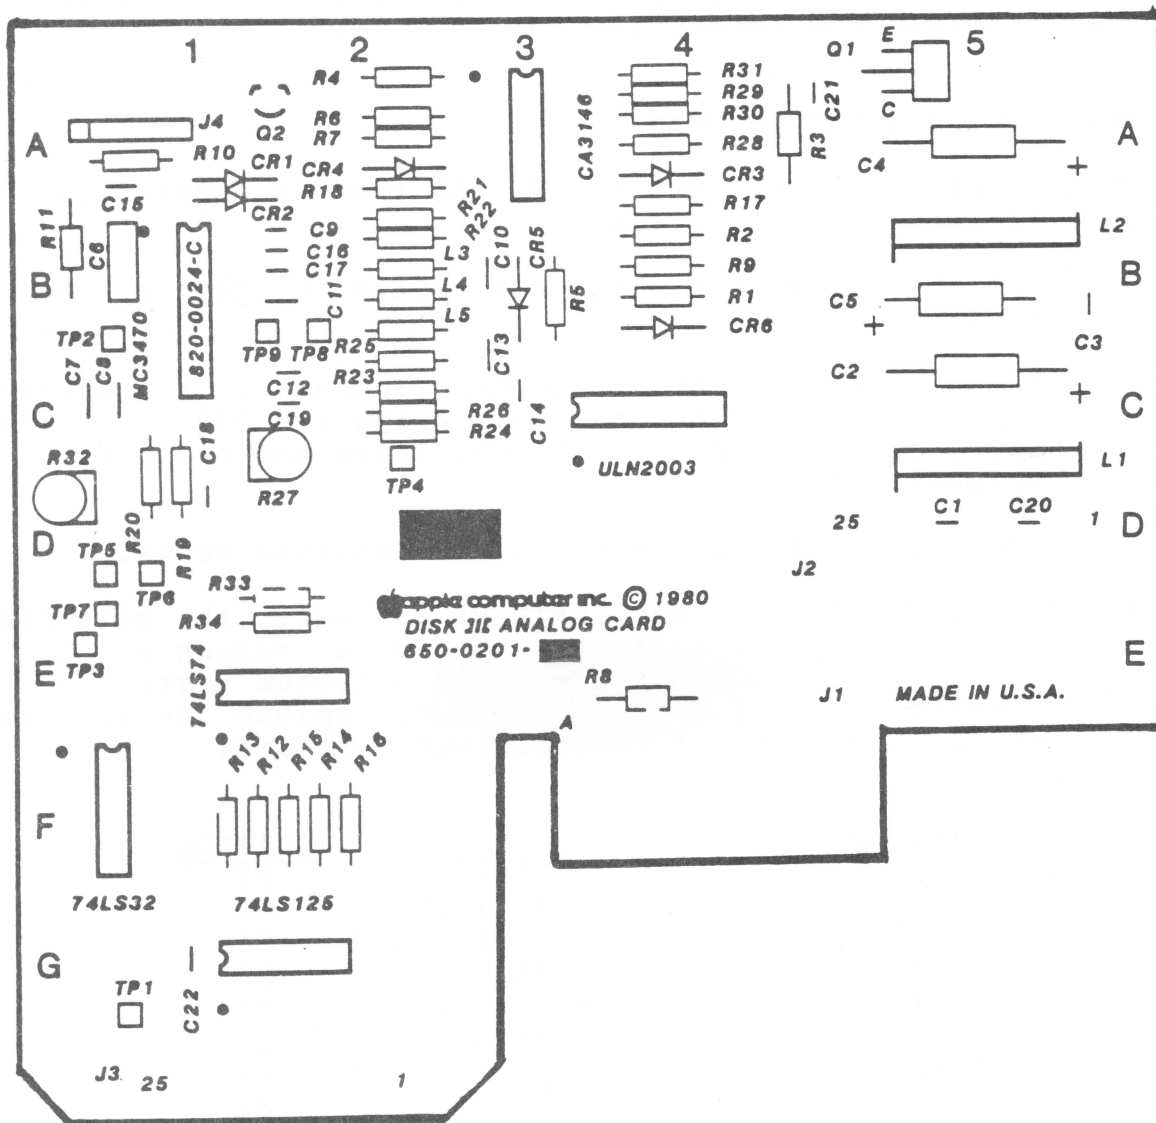 1
2
3
4
5
E
Q1
C
R4
R31
R29
R30
C21
A
J4
R6
R7
Q2
CA3146
R28
R3
A
R10
CR1
CR4
CR3
C4
+
C15
CR2
R18
R17
R11
C6
R21
R22
C10
CR5
L2
C9
C16
C17
L3
R2
R9
B
820-0024-C
C11
L4
L5
R5
R1
B
C5
+
TP2
TP9
TP8
R25
C13
CR6
C3
C7
C8
MC3470
C12
R23
C2
+
C
C19
R26
R24
C14
C
R32
C18
R27
TP4
ULN2003
L1
C1
C20
25
1
D
D
R20
R19
TP5
TP6
R33
J2
TP7
R34
apple computer inc. © 1980
DISK III ANALOG CARD
650-0201-
TP3
E
74LS74
R8
E
J1
MADE IN U.S.A.
A
R13
R12
R15
R14
R16
F
74LS32
74LS125
G
TP1
C22
J3
25
1